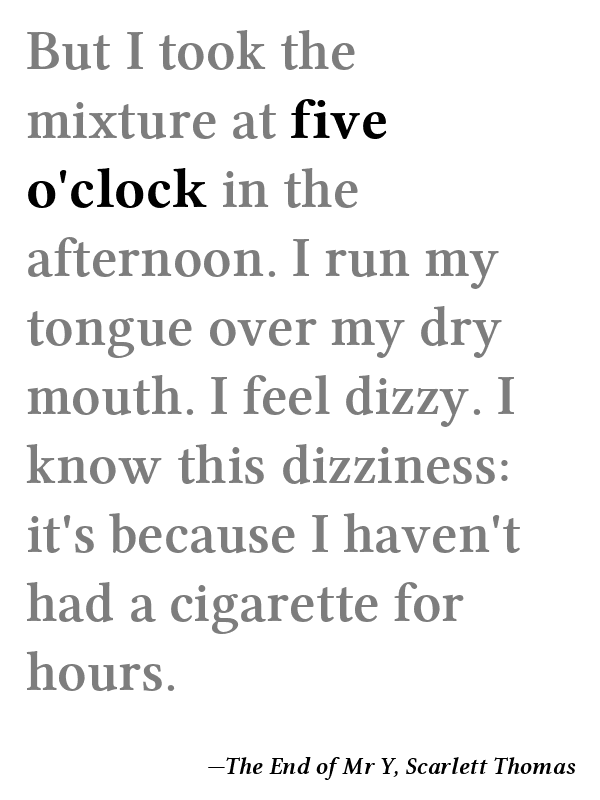 But I took the
mixture at five
o'clock in the
afternoon. I run my
tongue over my dry
mouth. I feel dizzy. I
know this dizziness:
it's because I haven't
had a cigarette for
hours.
—The End of Mr Y, Scarlett Thomas